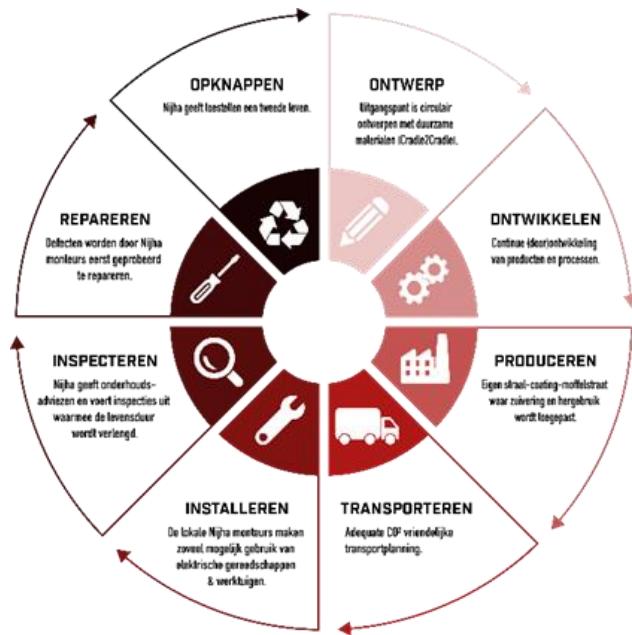 OPKNAPPEN
Nijha geeft toestellen een tweede leven.
ONTWERP
Uitgangspunt is circulair
ontwerpen met duurzame
materialen (Cradle2Cradle).
ONTWIKKELEN
Continue (door)ontwikkeling
van producten en processen.
PRODUCEREN
Eigen straal-coating-moffelstraat
waar zuivering en hergebruik
wordt toegepast.
TRANSPORTEREN
Adequate CO² vriendelijke
transportplanning.
INSTALLEREN
De lokale Nijha monteurs maken
zoveel mogelijk gebruik van
elektrische gereedschappen
& werktuigen.
INSPECTEREN
Nijha geeft onderhouds-
adviezen en voert inspecties uit
waarmee de levensduur
wordt verlengd.
REPAREREN
Defecten worden door Nijha
monteurs eerst geprobeerd
te repareren.